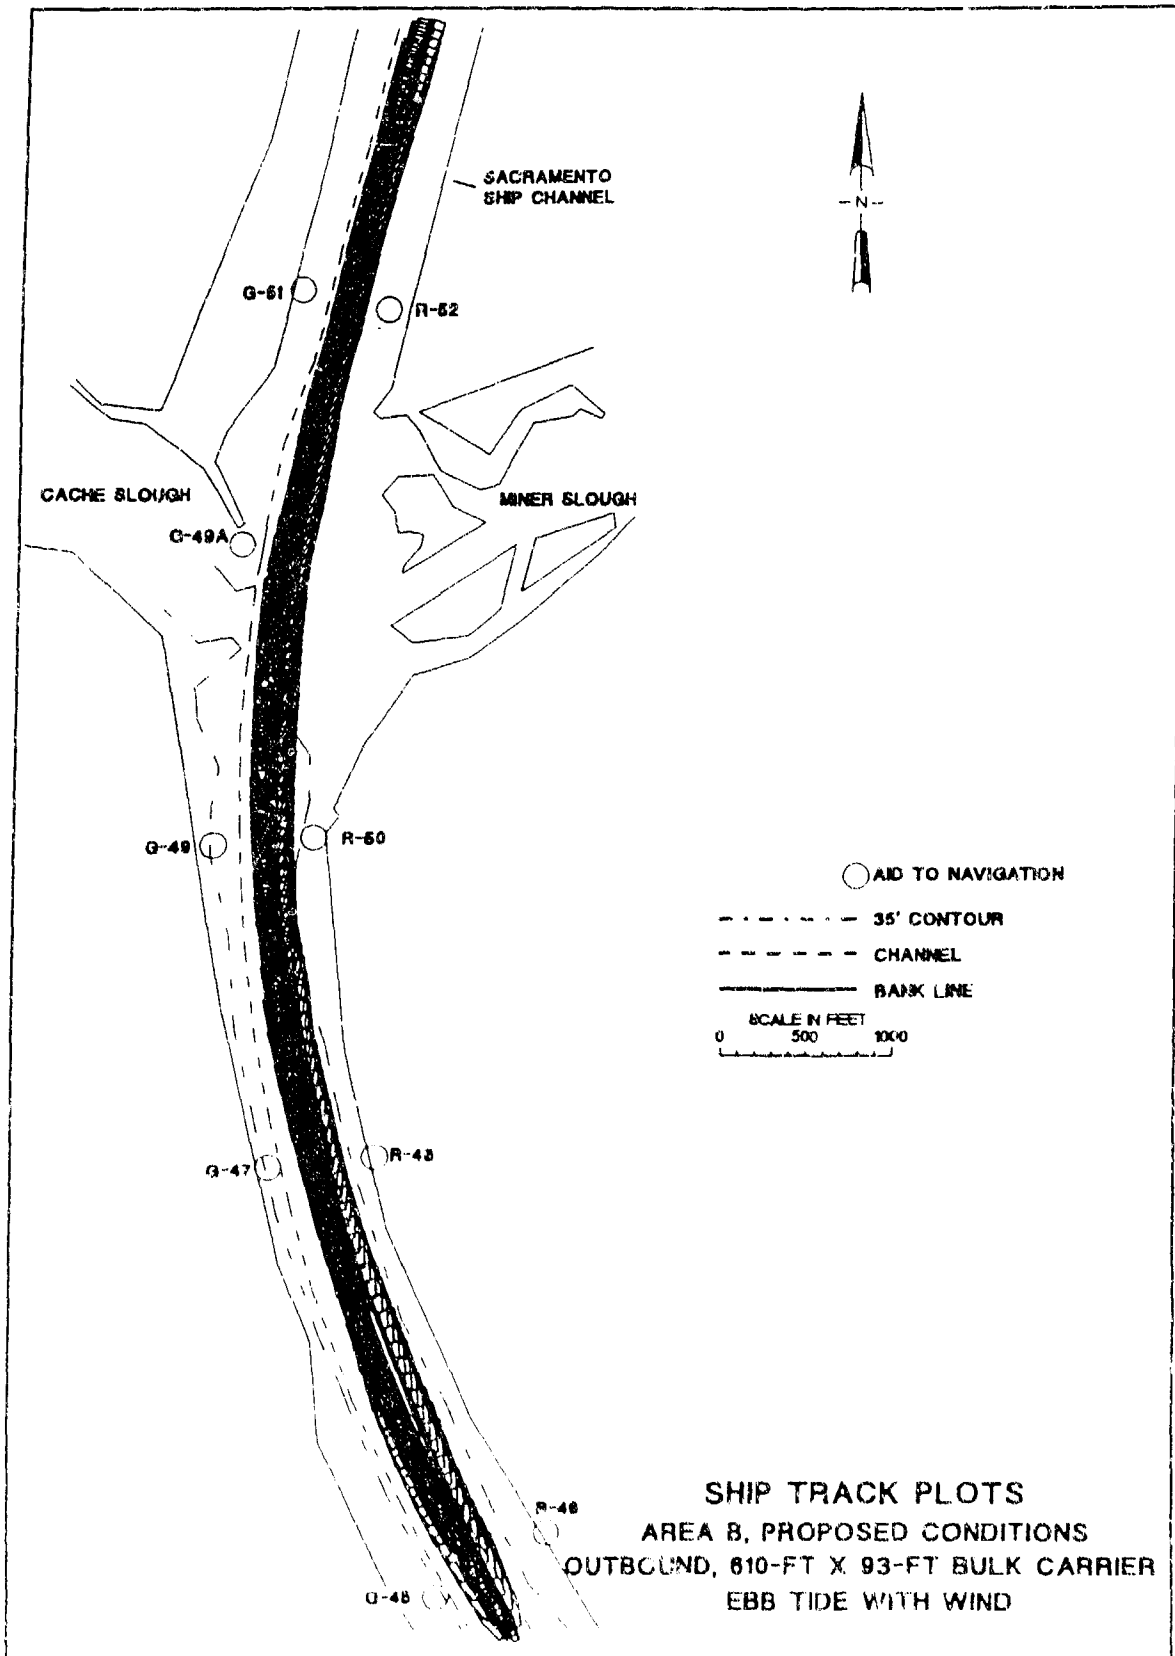 SACRAMENTO
SHIP CHANNEL
-N-
G-51
R-52
CACHE SLOUGH
MINER SLOUGH
G-49A
G-49
R-50
AID TO NAVIGATION
35' CONTOUR
CHANNEL
BANK LINE
SCALE IN FEET
0 500 1000
G-47
R-48
SHIP TRACK PLOTS
R-46
AREA B, PROPOSED CONDITIONS
OUTBOUND, 610-FT X 93-FT BULK CARRIER
EBB TIDE WITH WIND